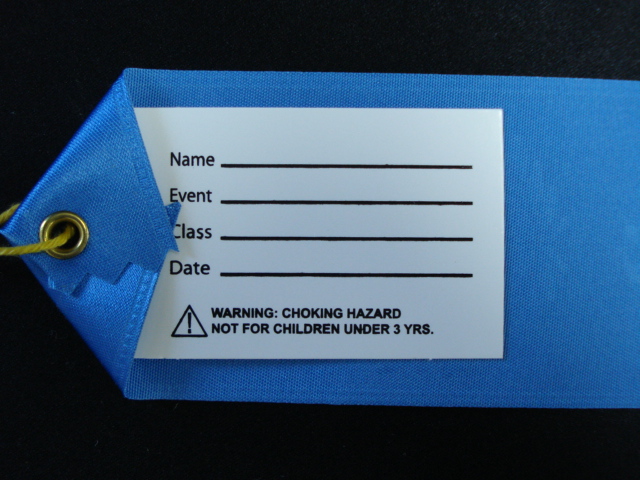 Name
Event
Class
Date
WARNING: CHOKING HAZARD
NOT FOR CHILDREN UNDER 3 YRS.